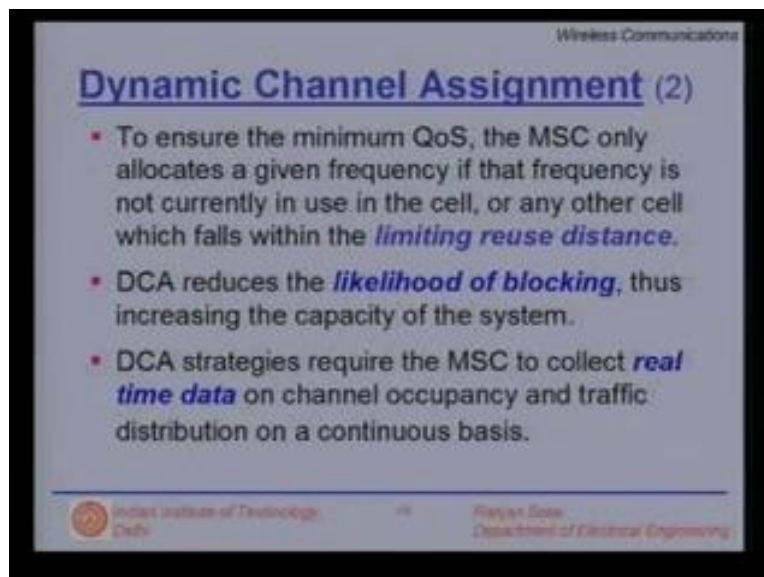 Wireless Communications
Dynamic Channel Assignment (2)
▪ To ensure the minimum QoS, the MSC only
allocates a given frequency if that frequency is
not currently in use in the cell, or any other cell
which falls within the limiting reuse distance.
▪ DCA reduces the likelihood of blocking, thus
increasing the capacity of the system.
▪ DCA strategies require the MSC to collect real
time data on channel occupancy and traffic
distribution on a continuous basis.
Indian Institute of Technology,
Delhi
Ranjan Bose
Department of Electrical Engineering